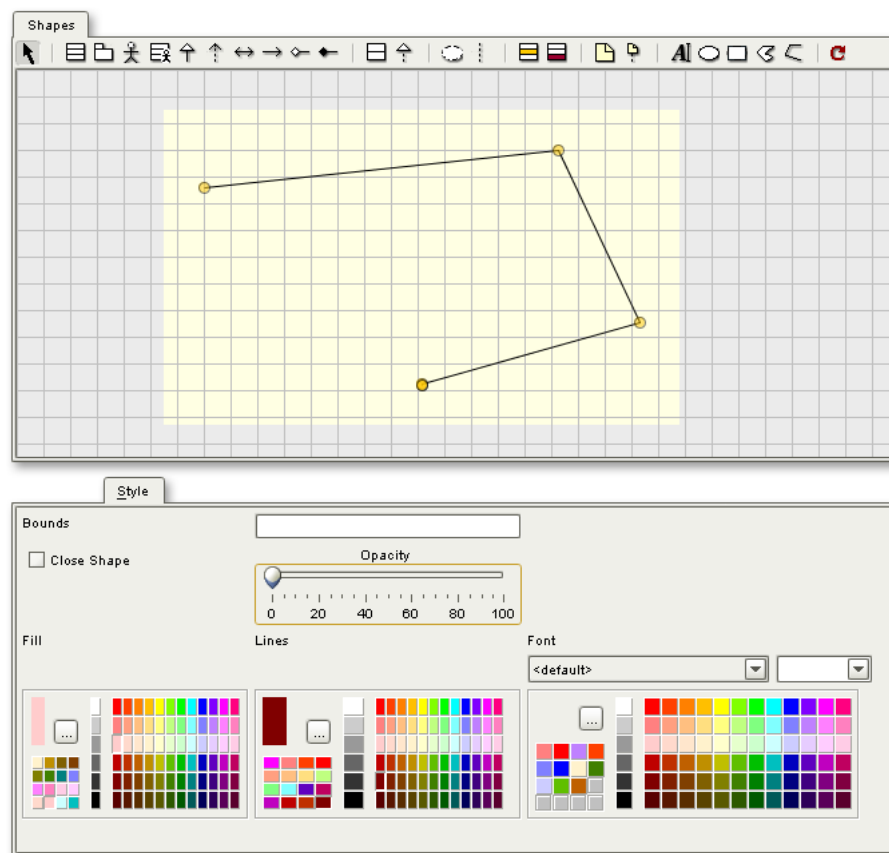 Shapes
A
Style
Bounds
Close Shape
Opacity
0 20 40 60 80 100
Fill
Lines
Font
<default>
...
...
...